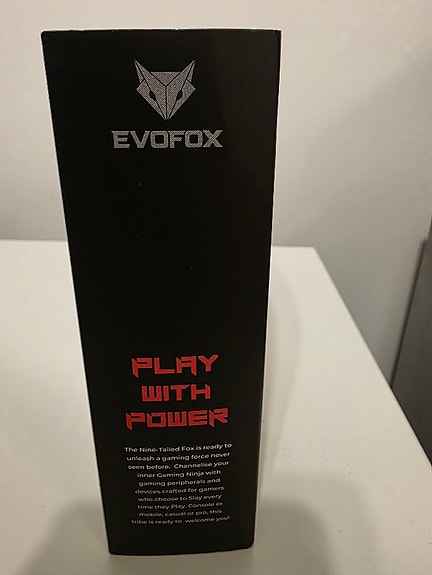 EVOFOX
PLAY
WITH
POWER
The Nine-Tailed Fox is ready to
unleash a gaming force never
seen before. Channelise your
inner Gaming Ninja with
gaming peripherals and
devices crafted for gamers
who choose to Slay every
time they Play. Console or
mobile, casual or pro, this
tribe is ready to welcome you!